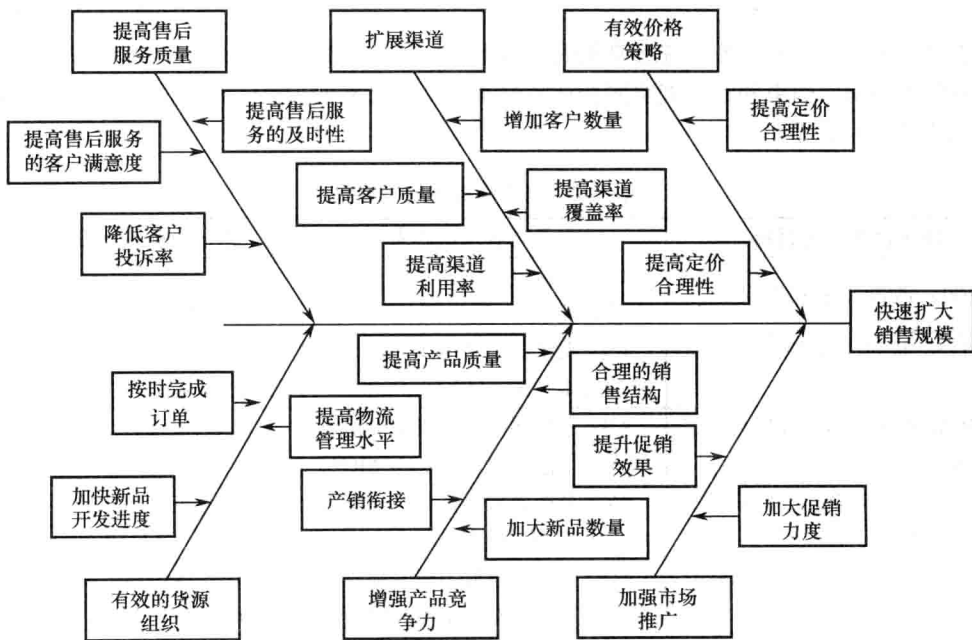 提高售后
服务质量
扩展渠道
有效价格
策略
提高售后服
务的及时性
增加客户数量
提高定价
合理性
提高售后服务
的客户满意度
提高客户质量
提高渠道
覆盖率
降低客户
投诉率
提高渠道
利用率
提高定价
合理性
快速扩大
销售规模
提高产品质量
合理的销
售结构
按时完成
订单
提高物流
管理水平
提升促销
效果
加快新品
开发进度
产销衔接
加大新品数量
加大促销
力度
有效的货源
组织
增强产品竞
争力
加强市场
推广